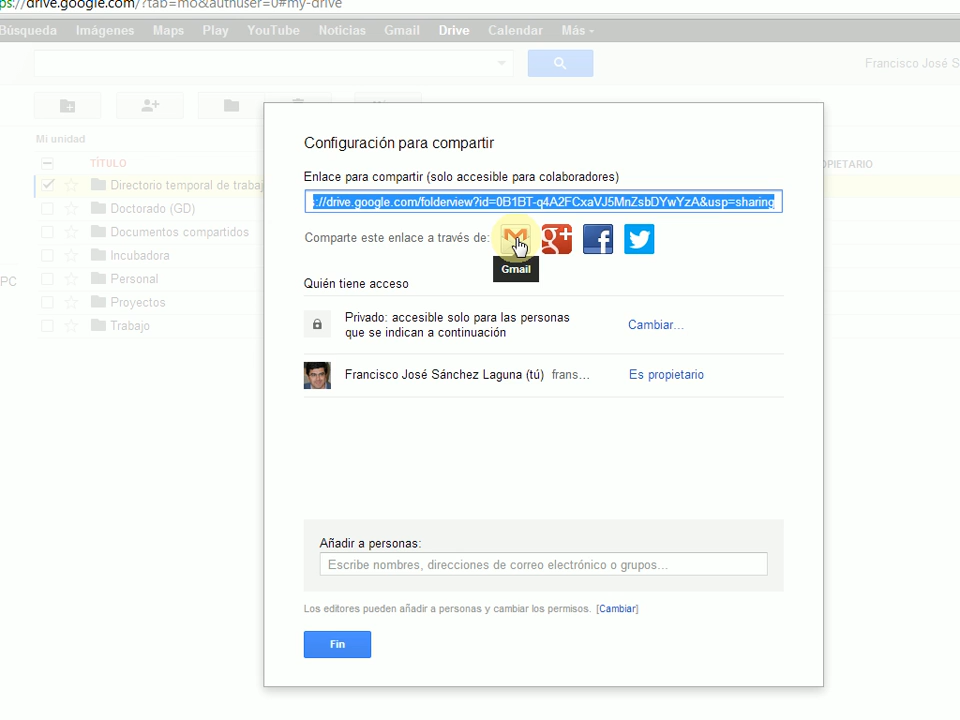 ps://drive.google.com/?tab=mo&authuser=0#my-drive
Búsqueda Imágenes Maps Play YouTube Noticias Gmail Drive Calendar Más
Francisco José S
Mi unidad
TÍTULO
OPIETARIO
Directorio temporal de trabaj
Doctorado (GD)
Documentos compartidos
Incubadora
PC
Personal
Proyectos
Trabajo
Configuración para compartir
Enlace para compartir (solo accesible para colaboradores)
://drive.google.com/folderview?id=0B1BT-q4A2FCxaVJ5MnZsbDYwYzA&usp=sharing
Comparte este enlace a través de:
Gmail
Quién tiene acceso
Privado: accesible solo para las personas
que se indican a continuación
Cambiar...
Francisco José Sánchez Laguna (tú) frans... Es propietario
Añadir a personas:
Escribe nombres, direcciones de correo electrónico o grupos...
Los editores pueden añadir a personas y cambiar los permisos. [Cambiar]
Fin